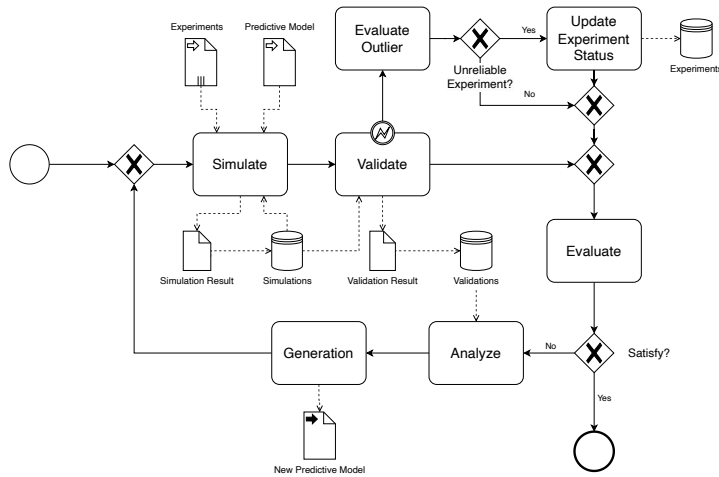 Experiments
Predictive Model
Evaluate
Outlier
Yes
Update
Experiment
Status
Experiments
Unreliable
Experiment?
No
Simulate
Validate
Evaluate
Simulation Result
Simulations
Validation Result
Validations
Generation
Analyze
No
Satisfy?
Yes
New Predictive Model